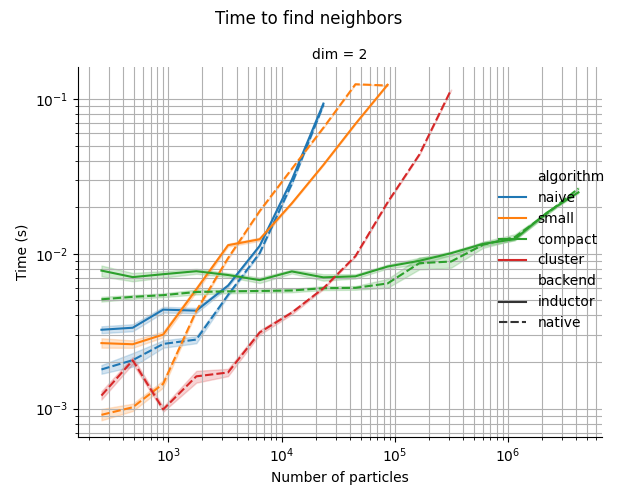 Time to find neighbors
dim = 2
10⁻¹
10⁻²
10⁻³
Time (s)
algorithm
naive
small
compact
cluster
backend
inductor
native
10³ 10⁴ 10⁵ 10⁶
Number of particles